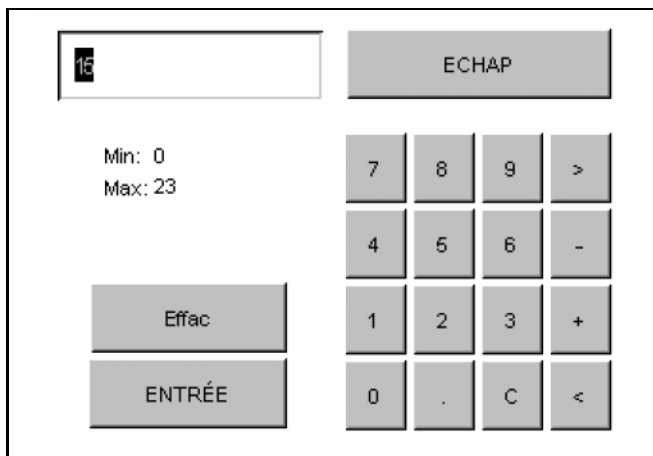 15
ECHAP
Min: 0
Max: 23
7 8 9 >
4 5 6 -
Effac
1 2 3 +
ENTRÉE
0 . C <